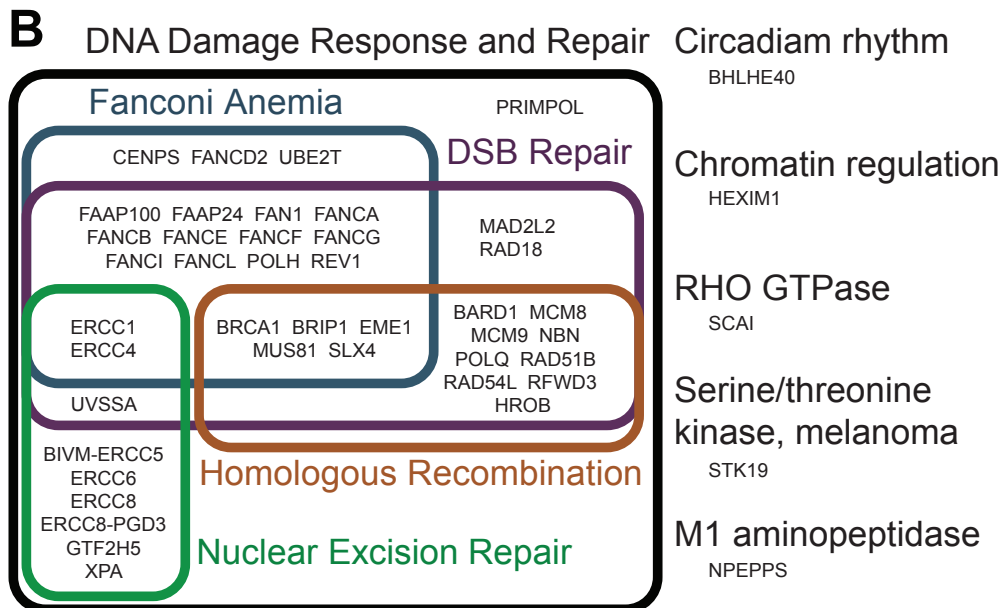 B
DNA Damage Response and Repair
Fanconi Anemia
PRIMPOL
CENPS FANCD2 UBE2T
DSB Repair
FAAP100 FAAP24 FAN1 FANCA
FANCB FANCE FANCF FANCG
FANCI FANCL POLH REV1
MAD2L2
RAD18
ERCC1
ERCC4
BRCA1 BRIP1 EME1
MUS81 SLX4
BARD1 MCM8
MCM9 NBN
POLQ RAD51B
RAD54L RFWD3
HROB
UVSSA
BIVM-ERCC5
ERCC6
ERCC8
ERCC8-PGD3
GTF2H5
XPA
Homologous Recombination
Nuclear Excision Repair
Circadiam rhythm
BHLHE40
Chromatin regulation
HEXIM1
RHO GTPase
SCAI
Serine/threonine
kinase, melanoma
STK19
M1 aminopeptidase
NPEPPS